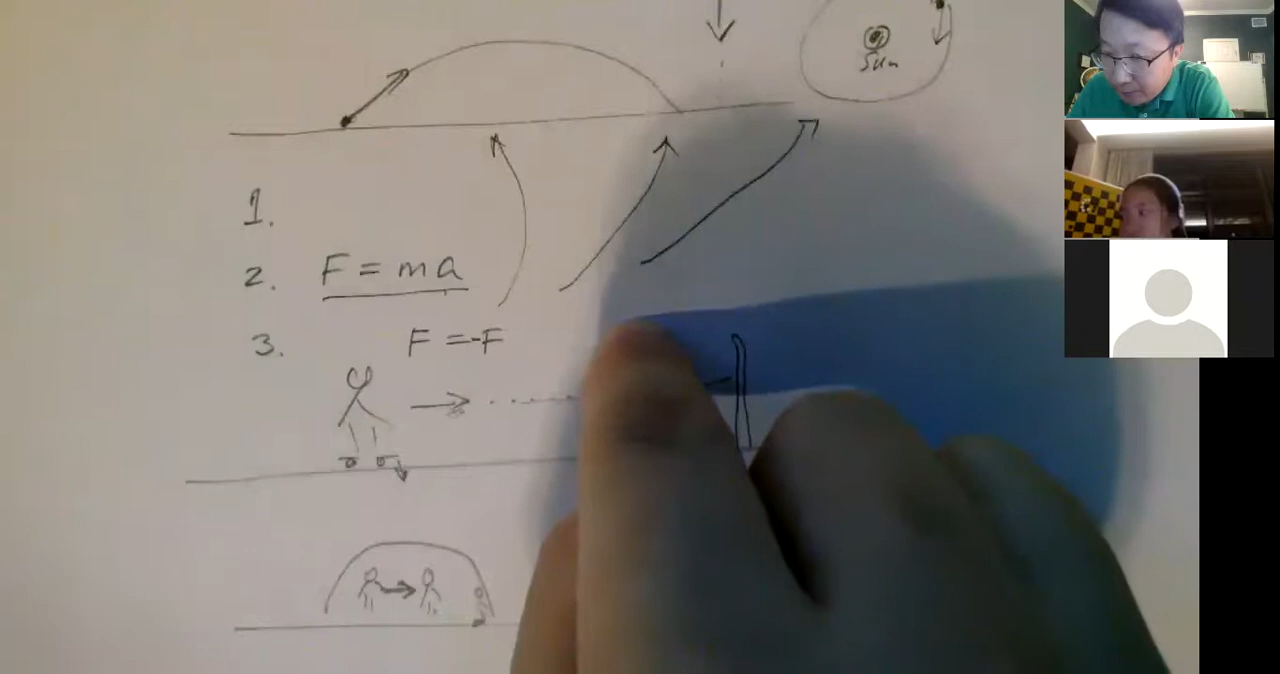 Sun
1.
2. F = ma
3. F = -F